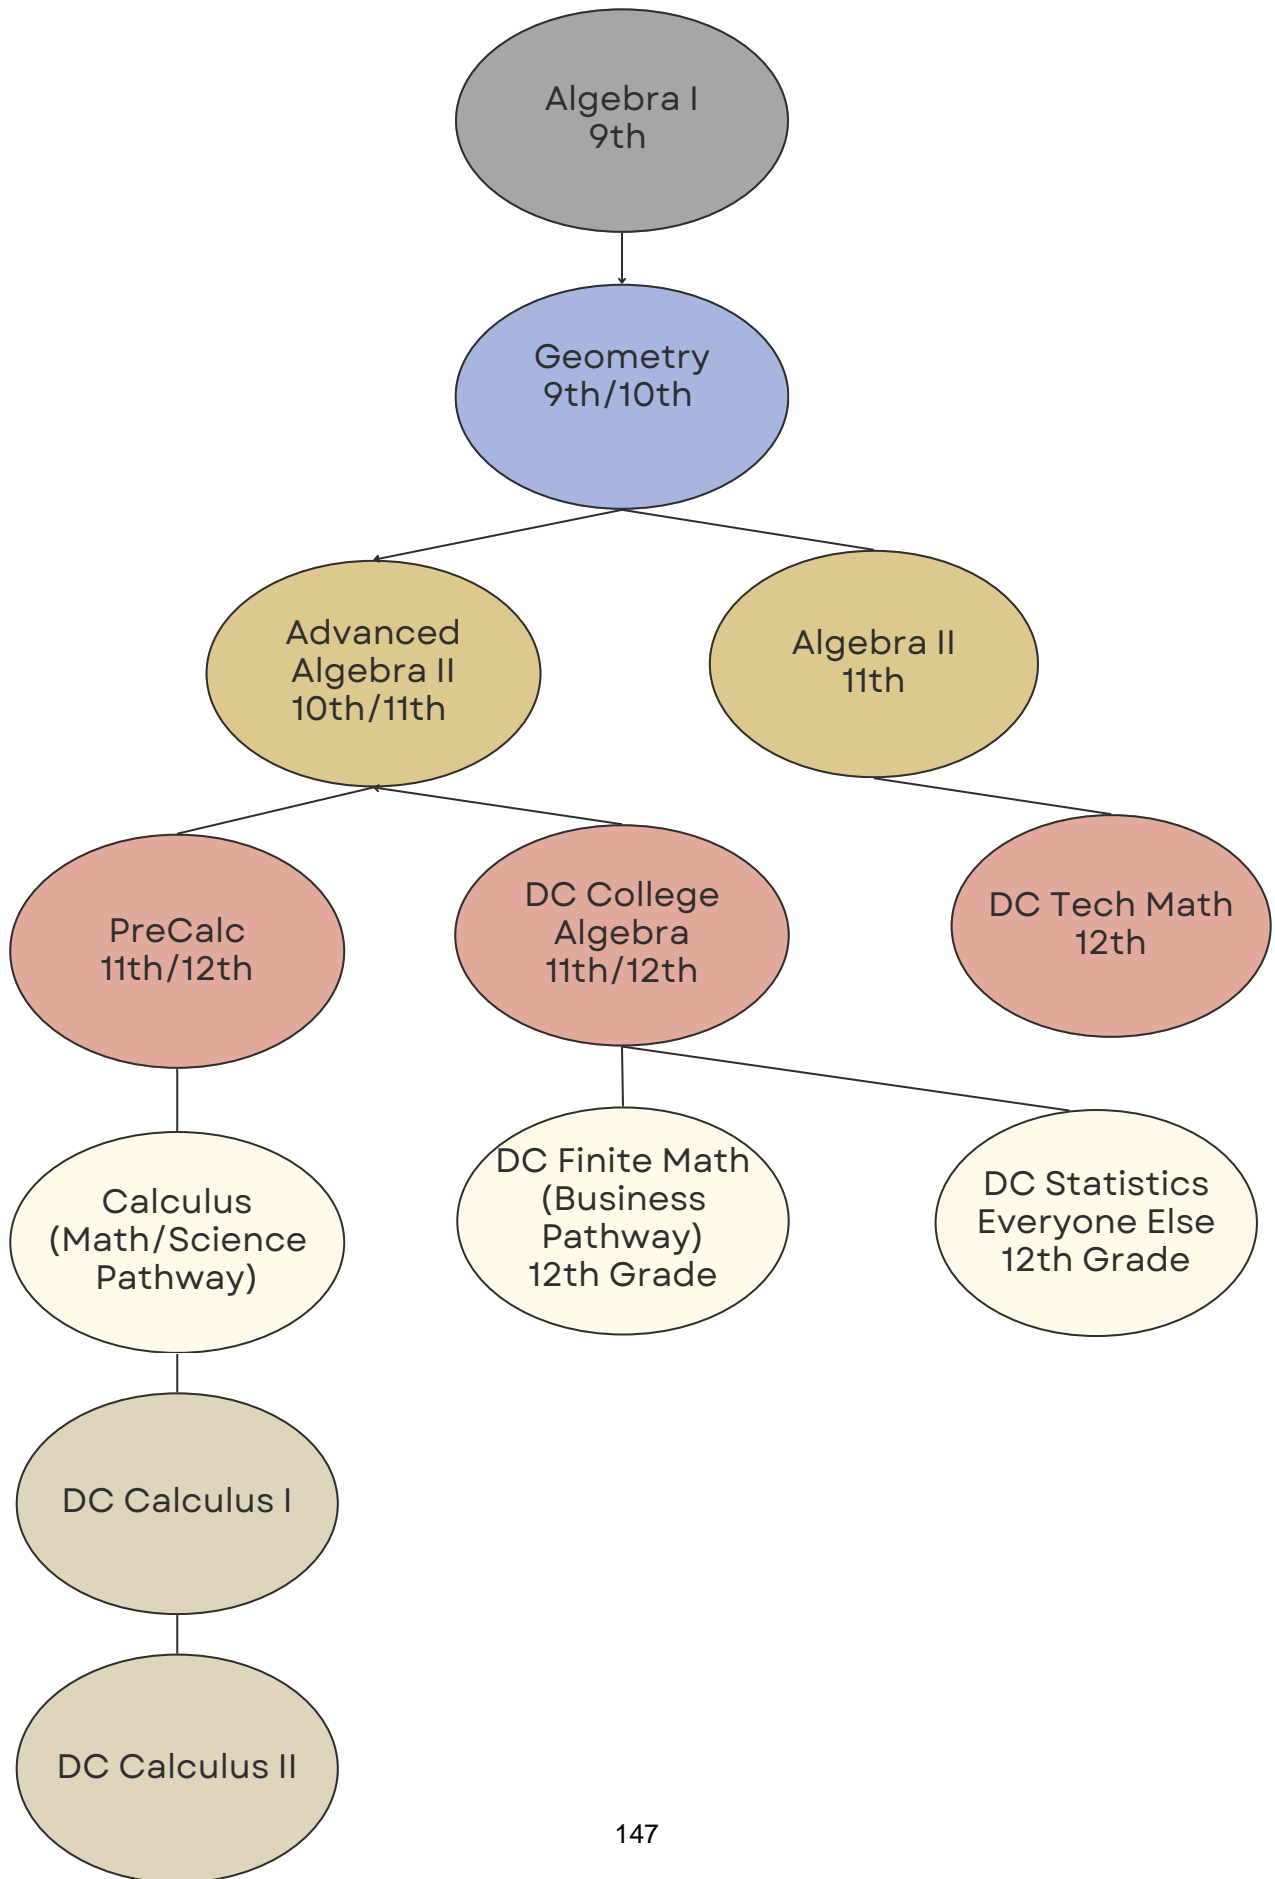 Algebra I
9th
Geometry
9th/10th
Advanced
Algebra II
10th/11th
Algebra II
11th
PreCalc
11th/12th
DC College
Algebra
11th/12th
DC Tech Math
12th
Calculus
(Math/Science
Pathway)
DC Finite Math
(Business
Pathway)
12th Grade
DC Statistics
Everyone Else
12th Grade
DC Calculus I
DC Calculus II
147